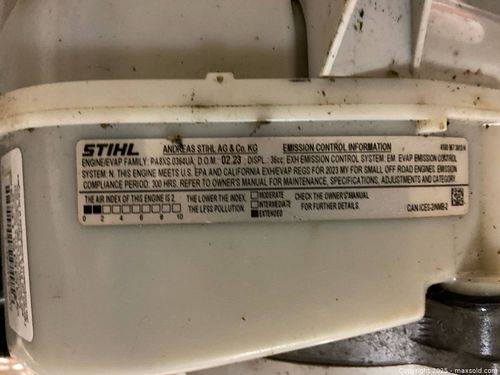 STIHL ANDREAS STIHL AG & Co. KG EMISSION CONTROL INFORMATION
ENGINE/EVAP FAMILY: PA8XS.0364UA; D.O.M.: 02.23 ; DISPL.: 36cc. EXH EMISSION CONTROL SYSTEM: EM. EVAP EMISSION CONTROL
SYSTEM: N. THIS ENGINE MEETS U.S. EPA AND CALIFORNIA EXH/EVAP REGS FOR 2023 MY FOR SMALL OFF ROAD ENGINES. EMISSION
COMPLIANCE PERIOD: 300 HRS. REFER TO OWNER'S MANUAL FOR MAINTENANCE, SPECIFICATIONS, ADJUSTMENTS AND CATEGORY.
THE AIR INDEX OF THIS ENGINE IS 2.
0 2 4 6 8 10
THE LOWER THE INDEX,
THE LESS POLLUTION.
MODERATE
INTERMEDIATE
EXTENDED
CHECK THE OWNER'S MANUAL
FOR FURTHER DETAILS.
CAN ICES-2/NMB-2
Copyright 2025 - maxsold.com